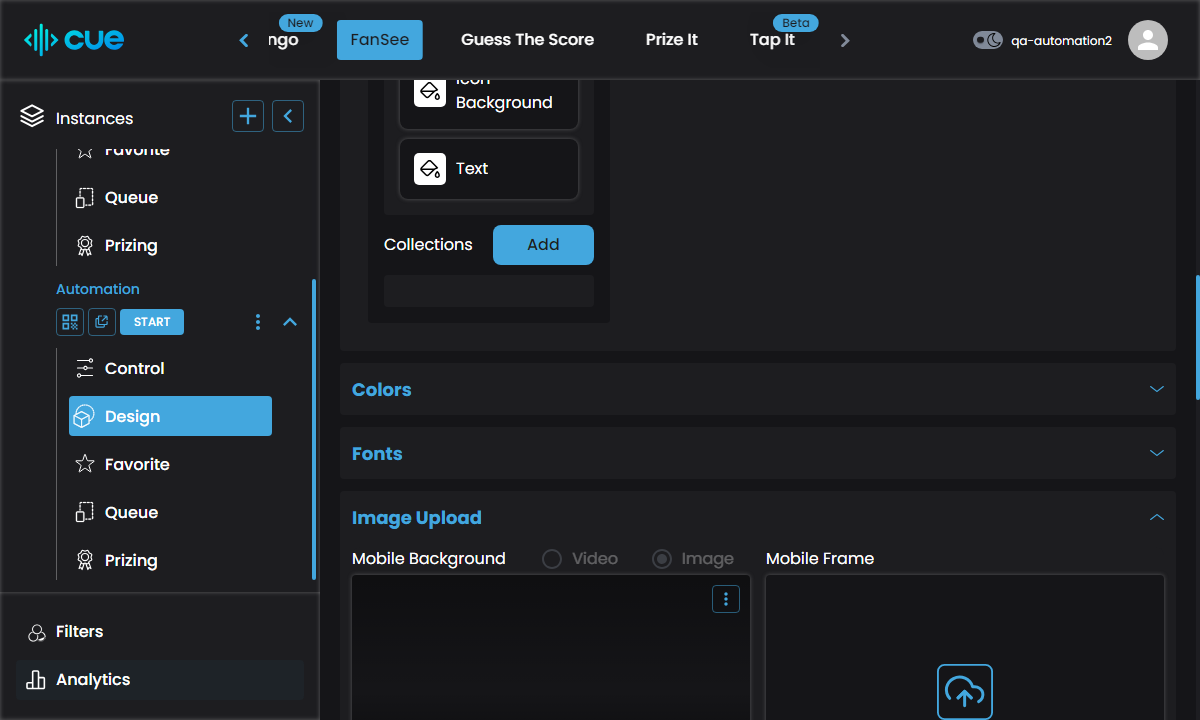 cue
New
ngo
FanSee
Guess The Score
Prize It
Beta
Tap It
qa-automation2
Instances
Favorite
Queue
Prizing
Automation
START
Control
Design
Favorite
Queue
Prizing
Filters
Analytics
Icon
Background
Text
Collections
Add
Colors
Fonts
Image Upload
Mobile Background
Video
Image
Mobile Frame